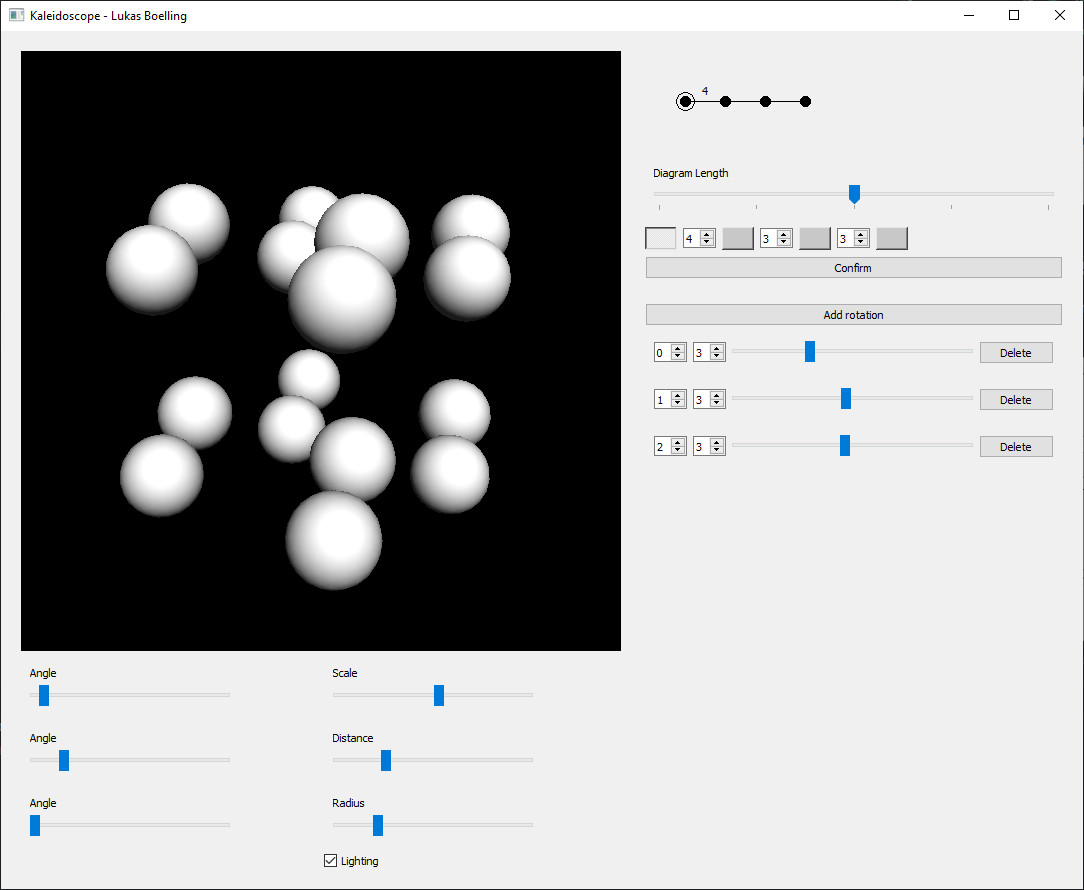 Kaleidoscope - Lukas Boelling
4
Diagram Length
4 3 3
Confirm
Add rotation
0 3 Delete
1 3 Delete
2 3 Delete
Angle Scale
Angle Distance
Angle Radius
Lighting